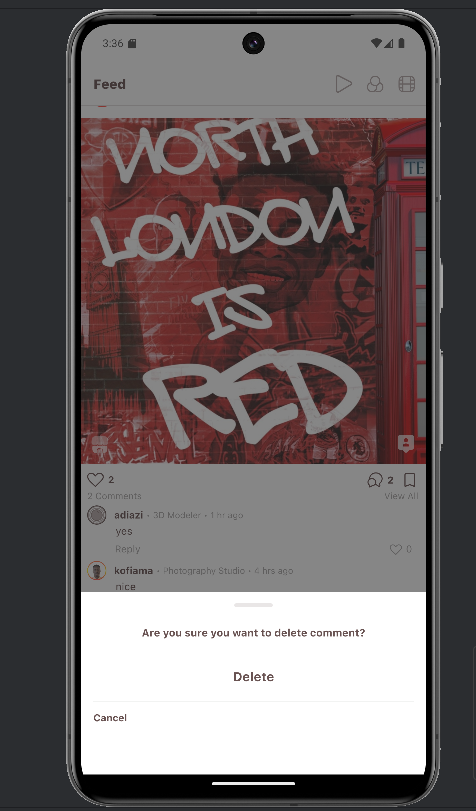 3:36
Feed
NORTH
LONDON
IS
RED
TE
2
2
2 Comments
View All
adiazi • 3D Modeler • 1 hr ago
yes
Reply
0
kofiama • Photography Studio • 4 hrs ago
nice
Are you sure you want to delete comment?
Delete
Cancel